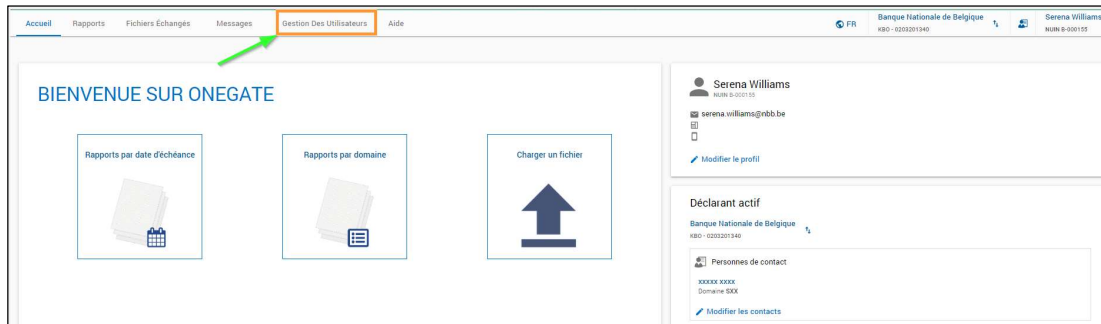 Accueil Rapports Fichiers Échangés Messages Gestion Des Utilisateurs Aide FR Banque Nationale de Belgique Serena Williams
KBO - 0203201340 NUIN B-000155
BIENVENUE SUR ONEGATE
Rapports par date d'échéance Rapports par domaine Charger un fichier
Serena Williams
NUIN B-000155
serena.williams@nbb.be
Modifier le profil
Déclarant actif
Banque Nationale de Belgique
KBO - 0203201340
Personnes de contact
xxxxx xxxx
Domaine SXX
Modifier les contacts